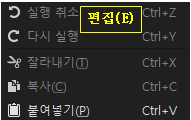 실행 취소 Ctrl+Z
편집(E)
다시 실행 Ctrl+Y
잘라내기(T) Ctrl+X
복사(C) Ctrl+C
붙여넣기(P) Ctrl+V